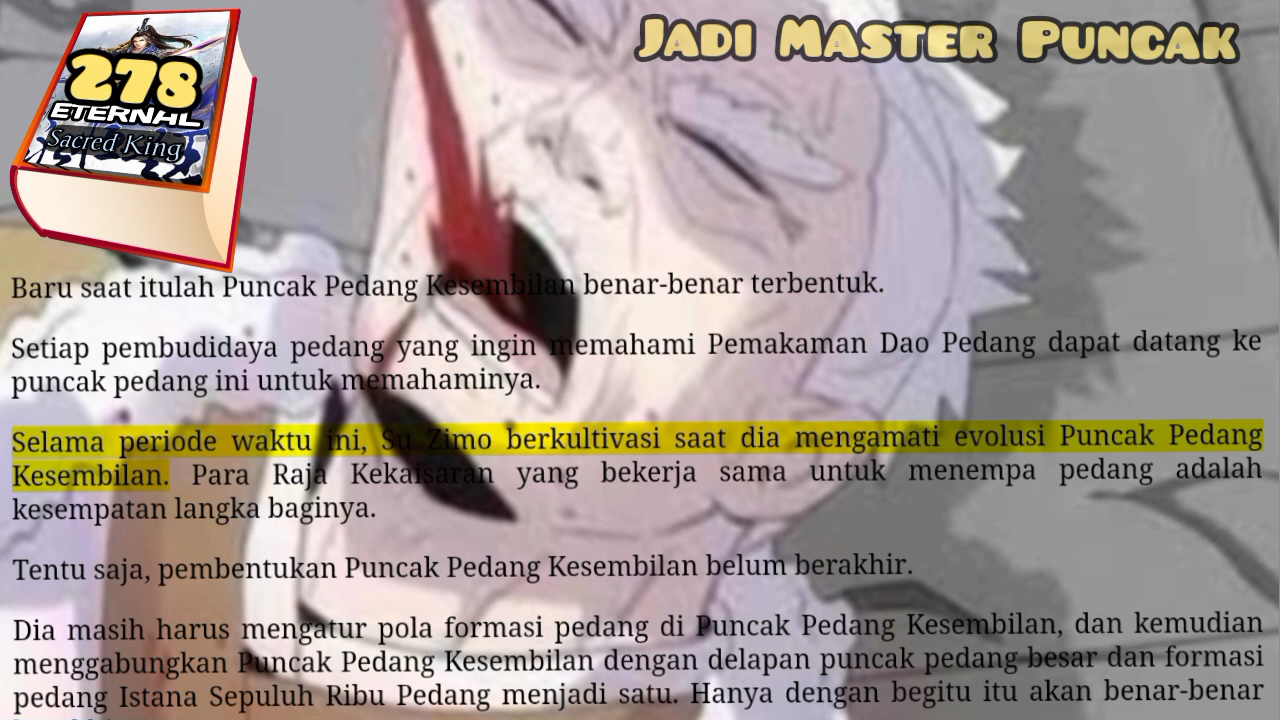 JADI MASTER PUNCAK
278
ETERNAL
Sacred King
Baru saat itulah Puncak Pedang Kesembilan benar-benar terbentuk.
Setiap pembudidaya pedang yang ingin memahami Pemakaman Dao Pedang dapat datang ke
puncak pedang ini untuk memahaminya.
Selama periode waktu ini, Su Zimo berkultivasi saat dia mengamati evolusi Puncak Pedang
Kesembilan. Para Raja Kekaisaran yang bekerja sama untuk menempa pedang adalah
kesempatan langka baginya.
Tentu saja, pembentukan Puncak Pedang Kesembilan belum berakhir.
Dia masih harus mengatur pola formasi pedang di Puncak Pedang Kesembilan, dan kemudian
menggabungkan Puncak Pedang Kesembilan dengan delapan puncak pedang besar dan formasi
pedang Istana Sepuluh Ribu Pedang menjadi satu. Hanya dengan begitu itu akan benar-benar